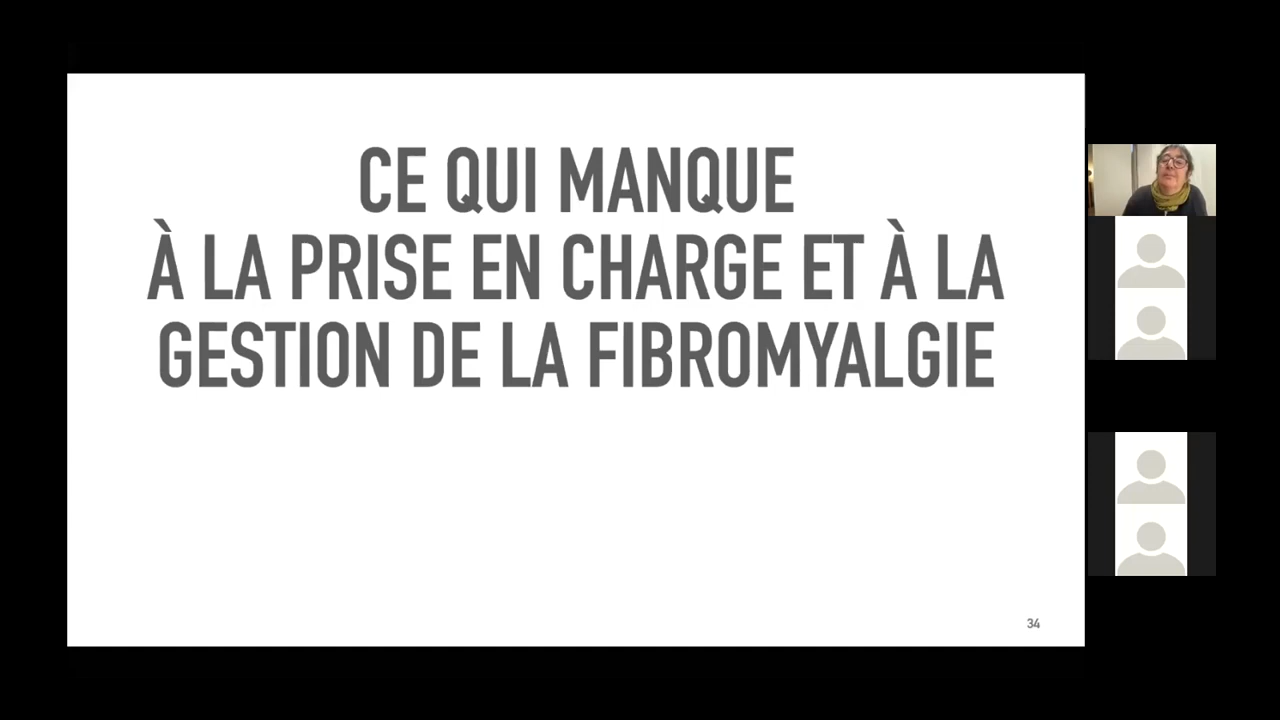 CE QUI MANQUE
À LA PRISE EN CHARGE ET À LA
GESTION DE LA FIBROMYALGIE
34